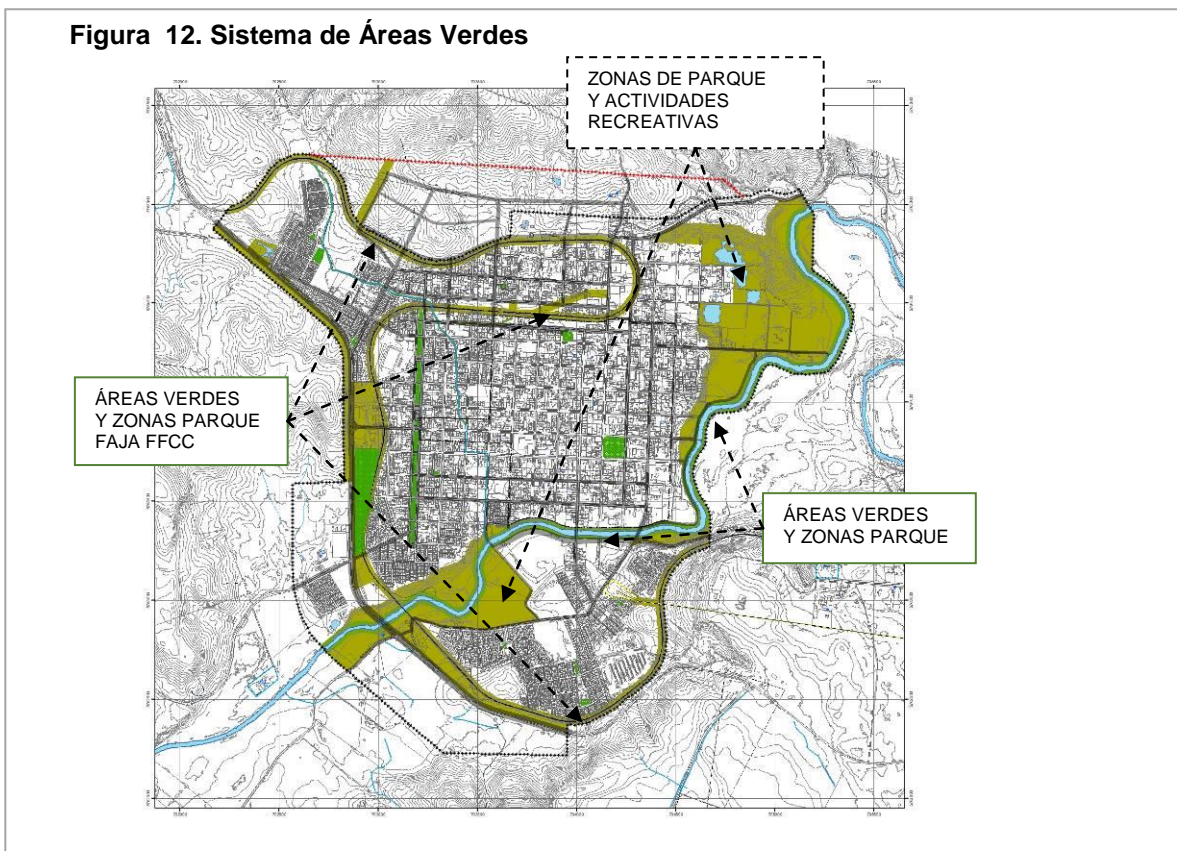 Figura 12. Sistema de Áreas Verdes
ZONAS DE PARQUE
Y ACTIVIDADES
RECREATIVAS
ÁREAS VERDES
Y ZONAS PARQUE
FAJA FFCC
ÁREAS VERDES
Y ZONAS PARQUE